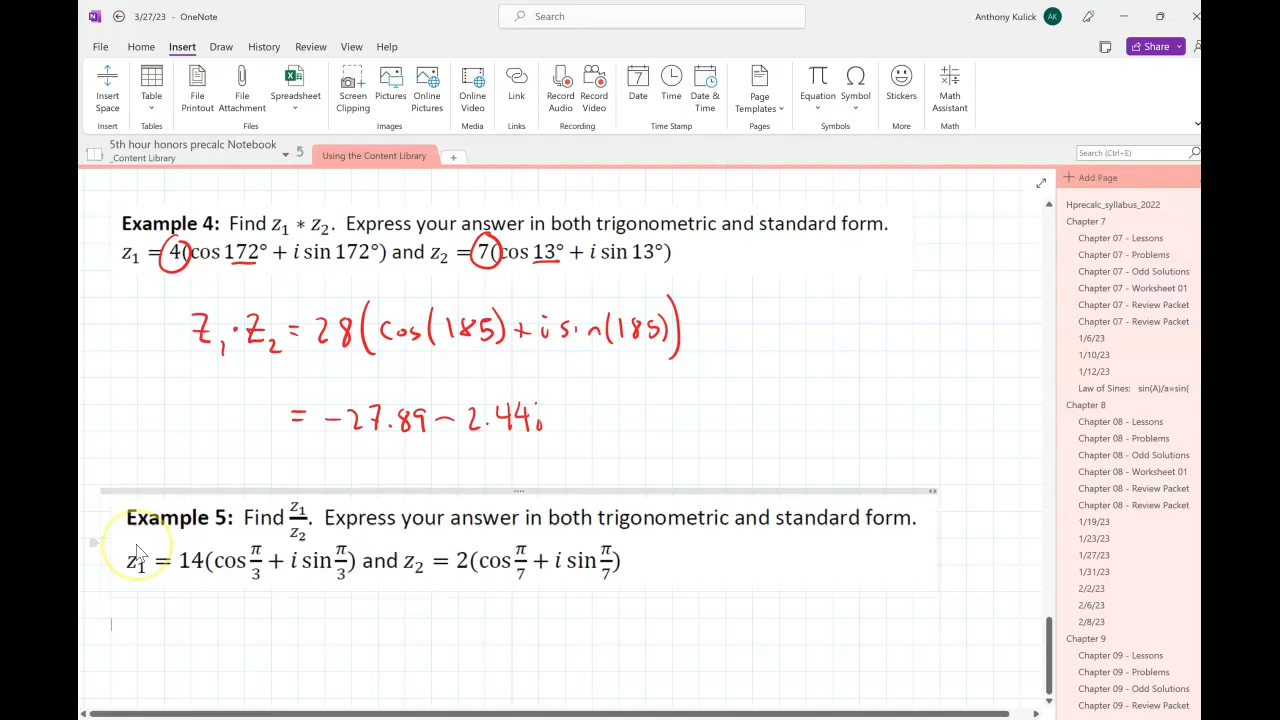 3/27/23 - OneNote
Search
Anthony Kulick AK
File Home Insert Draw History Review View Help
Share
Insert Space
Table
File Printout
File Attachment
Spreadsheet
Screen Clipping
Pictures
Online Pictures
Online Video
Link
Record Audio
Record Video
Date
Time
Date & Time
Page Templates
Equation
Symbol
Stickers
Math Assistant
Insert Tables Files Images Media Links Recording Time Stamp Pages Symbols More Math
5th hour honors precalc Notebook
_Content Library
Using the Content Library
+
Search (Ctrl+E)
Example 4: Find z₁ ∗ z₂. Express your answer in both trigonometric and standard form.
z₁ = 4(cos 172° + i sin 172°) and z₂ = 7(cos 13° + i sin 13°)
Z₁·Z₂ = 28(cos(185)+i sin(185))
= -27.89 - 2.44i
Example 5: Find z₁/z₂. Express your answer in both trigonometric and standard form.
z₁ = 14(cos π/3 + i sin π/3) and z₂ = 2(cos π/7 + i sin π/7)
+ Add Page
Hprecalc_syllabus_2022
Chapter 7
Chapter 07 - Lessons
Chapter 07 - Problems
Chapter 07 - Odd Solutions
Chapter 07 - Worksheet 01
Chapter 07 - Review Packet
Chapter 07 - Review Packet
1/6/23
1/10/23
1/12/23
Law of Sines: sin(A)/a=sin(
Chapter 8
Chapter 08 - Lessons
Chapter 08 - Problems
Chapter 08 - Odd Solutions
Chapter 08 - Worksheet 01
Chapter 08 - Review Packet
Chapter 08 - Review Packet
1/19/23
1/23/23
1/27/23
1/31/23
2/2/23
2/6/23
2/8/23
Chapter 9
Chapter 09 - Lessons
Chapter 09 - Problems
Chapter 09 - Odd Solutions
Chapter 09 - Review Packet